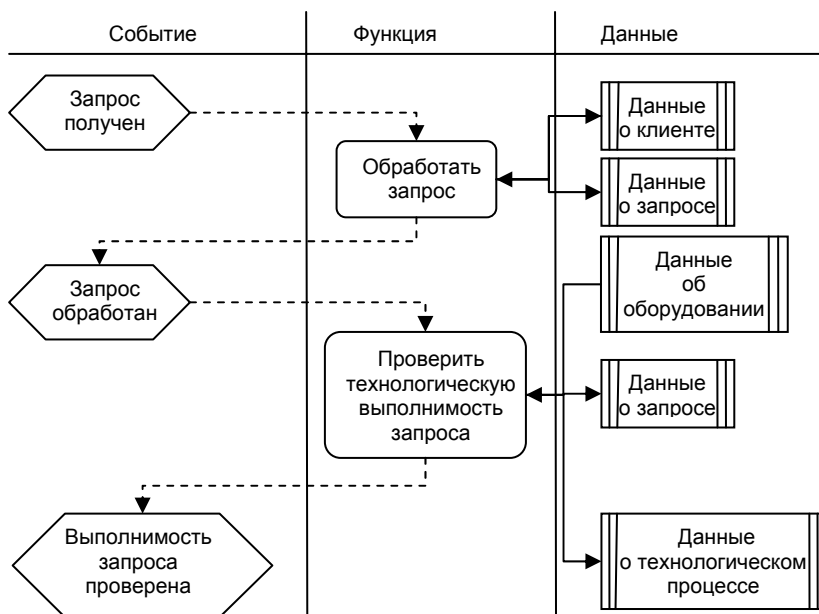 Событие
Функция
Данные
Запрос
получен
Данные
о клиенте
Обработать
запрос
Данные
о запросе
Запрос
обработан
Данные
об
оборудовании
Проверить
технологическую
выполнимость
запроса
Данные
о запросе
Выполнимость
запроса
проверена
Данные
о технологическом
процессе